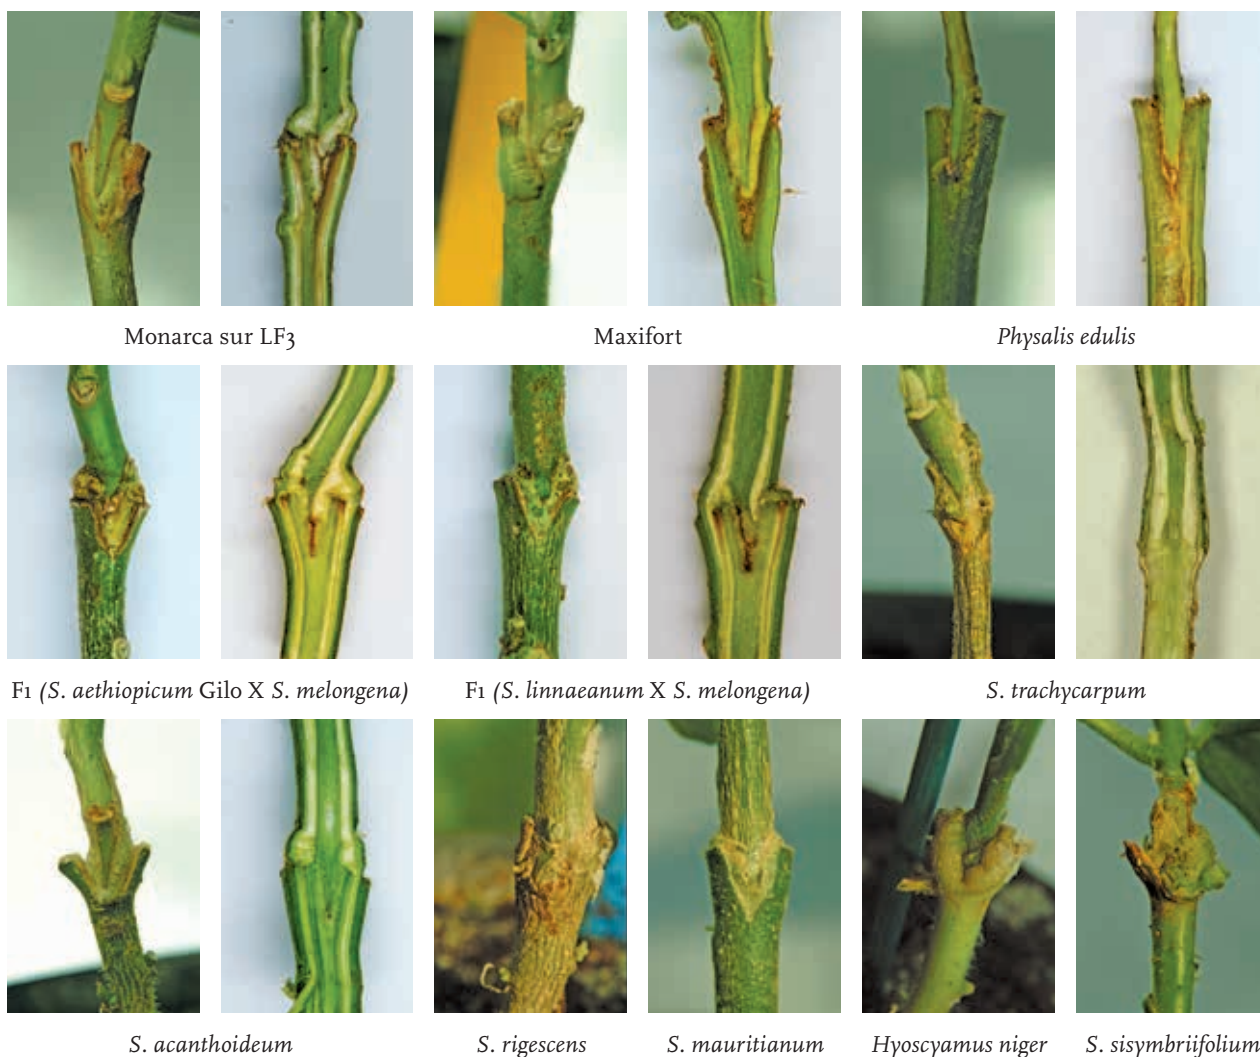 Monarca sur LF3
Maxifort
Physalis edulis
F1 (S. aethiopicum Gilo X S. melongena)
F1 (S. linnaeanum X S. melongena)
S. trachycarpum
S. acanthoideum
S. rigescens
S. mauritianum
Hyoscyamus niger
S. sisymbriifolium